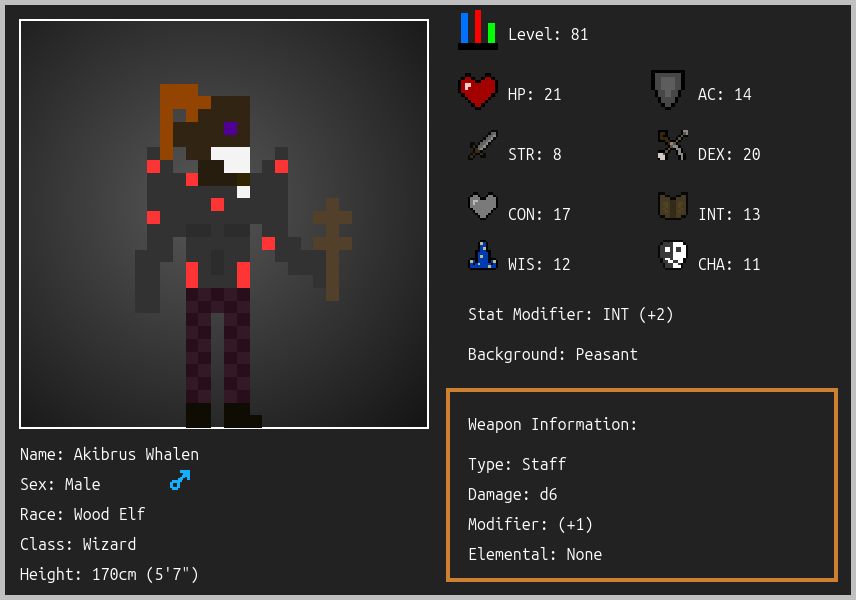 Level: 81
HP: 21
AC: 14
STR: 8
DEX: 20
CON: 17
INT: 13
WIS: 12
CHA: 11
Stat Modifier: INT (+2)
Background: Peasant
Weapon Information:
Type: Staff
Damage: d6
Modifier: (+1)
Elemental: None
Name: Akibrus Whalen
Sex: Male
Race: Wood Elf
Class: Wizard
Height: 170cm (5'7")